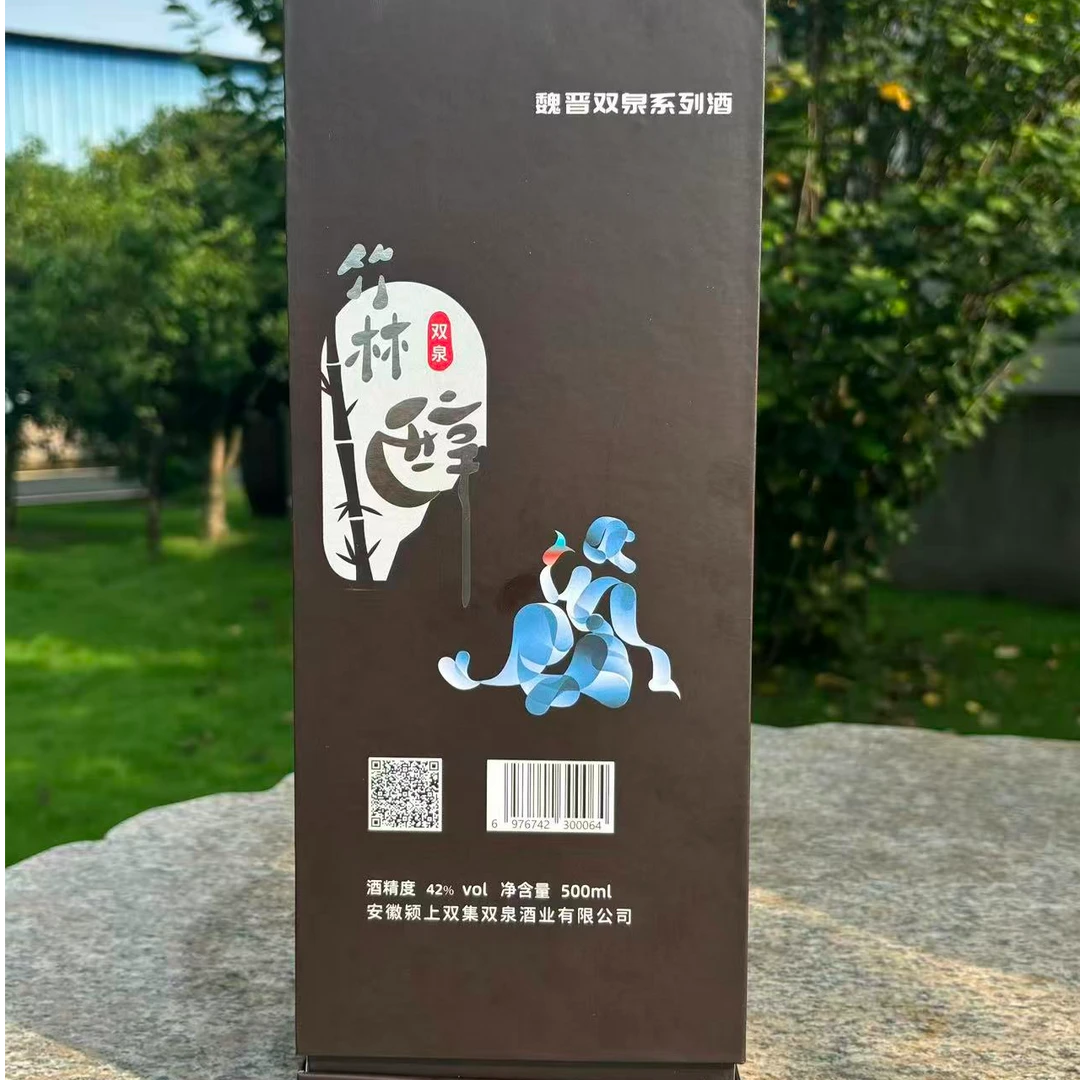 魏晋双泉系列酒
竹林醉
双泉
6 976742 300064
酒精度 42% vol 净含量 500ml
安徽颍上双集双泉酒业有限公司